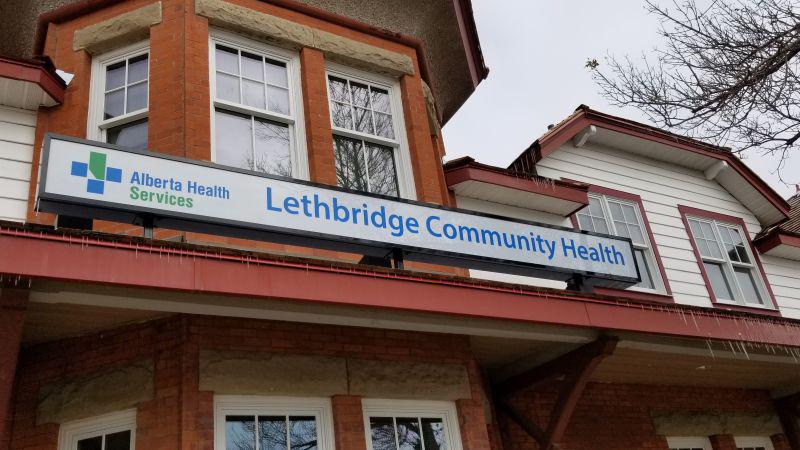 Alberta Health
Services
Lethbridge Community Health